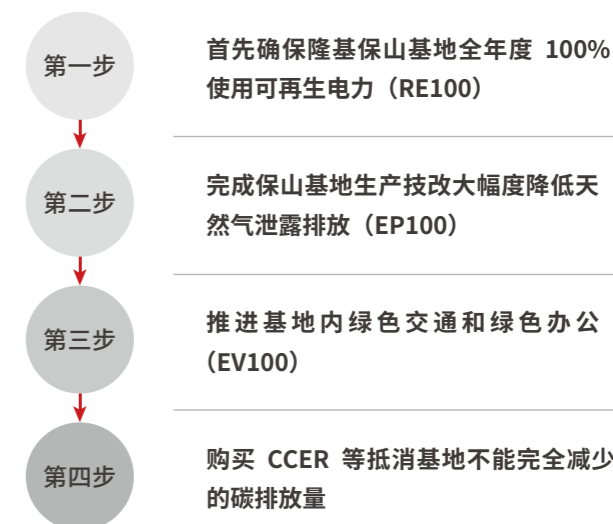 第一步
首先确保隆基保山基地全年度 100%
使用可再生电力（RE100）
第二步
完成保山基地生产技改大幅度降低天
然气泄露排放（EP100）
第三步
推进基地内绿色交通和绿色办公
（EV100）
第四步
购买 CCER 等抵消基地不能完全减少
的碳排放量